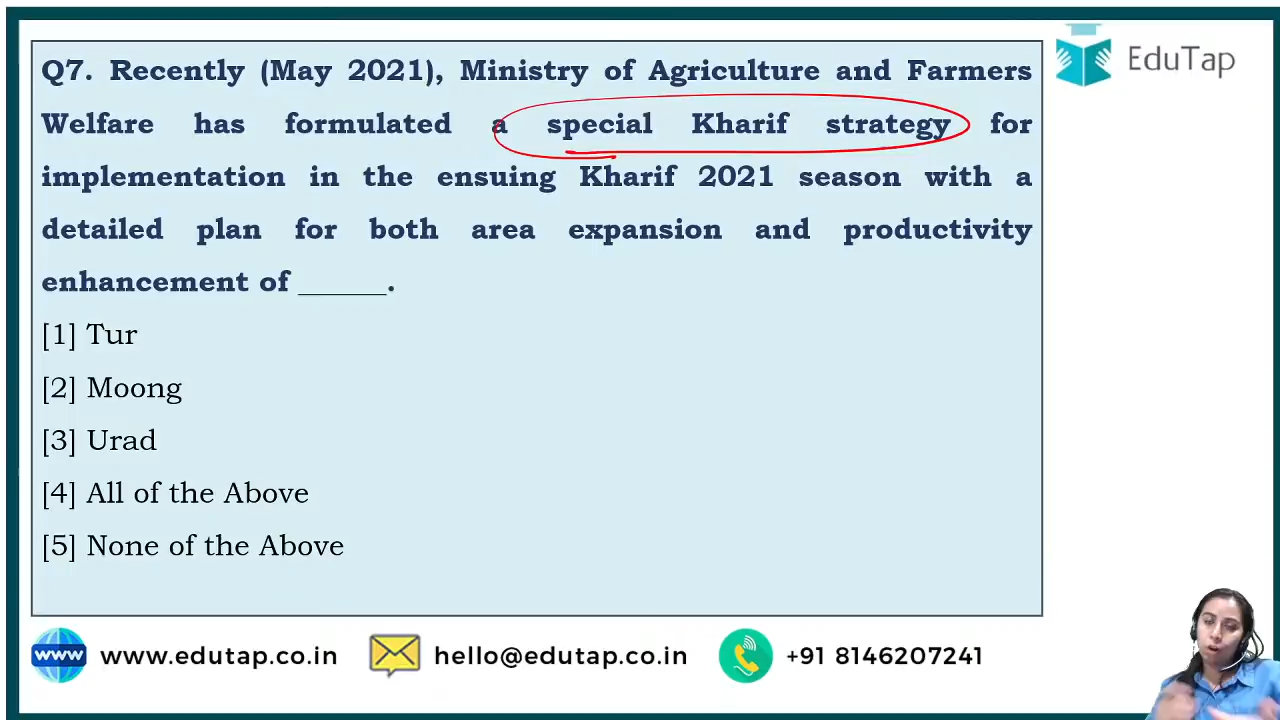 EduTap
Q7. Recently (May 2021), Ministry of Agriculture and Farmers
Welfare has formulated a special Kharif strategy for
implementation in the ensuing Kharif 2021 season with a
detailed plan for both area expansion and productivity
enhancement of ______.
[1] Tur
[2] Moong
[3] Urad
[4] All of the Above
[5] None of the Above
www www.edutap.co.in hello@edutap.co.in +91 8146207241